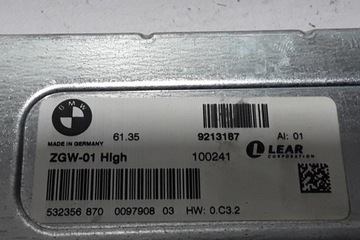 BMW
61.35 9213187 AI: 01
MADE IN GERMANY
ZGW-01 High 100241 LEAR
CORPORATION
532356 870 0097908 03 HW: 0.C3.2